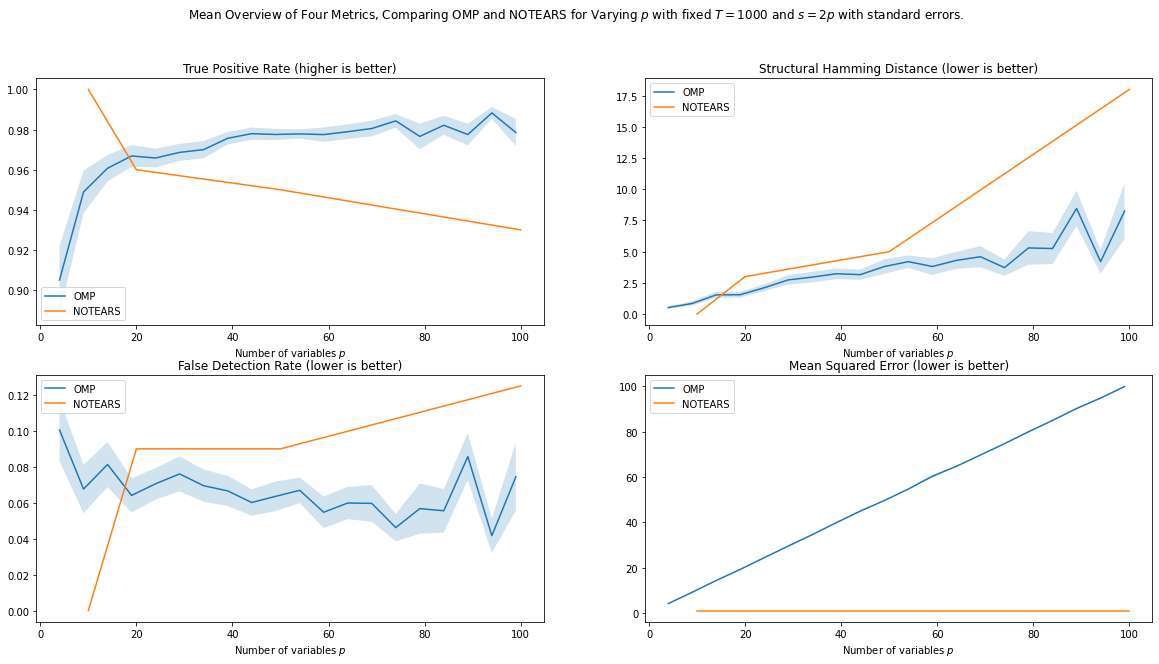 Mean Overview of Four Metrics, Comparing OMP and NOTEARS for Varying p with fixed T = 1000 and s = 2p with standard errors.
True Positive Rate (higher is better)
1.00
0.98
0.96
0.94
0.92
0.90
OMP
NOTEARS
0 20 40 60 80 100
Number of variables p
Structural Hamming Distance (lower is better)
OMP
NOTEARS
17.5
15.0
12.5
10.0
7.5
5.0
2.5
0.0
0 20 40 60 80 100
Number of variables p
False Detection Rate (lower is better)
OMP
NOTEARS
0.12
0.10
0.08
0.06
0.04
0.02
0.00
0 20 40 60 80 100
Number of variables p
Mean Squared Error (lower is better)
OMP
NOTEARS
100
80
60
40
20
0
0 20 40 60 80 100
Number of variables p